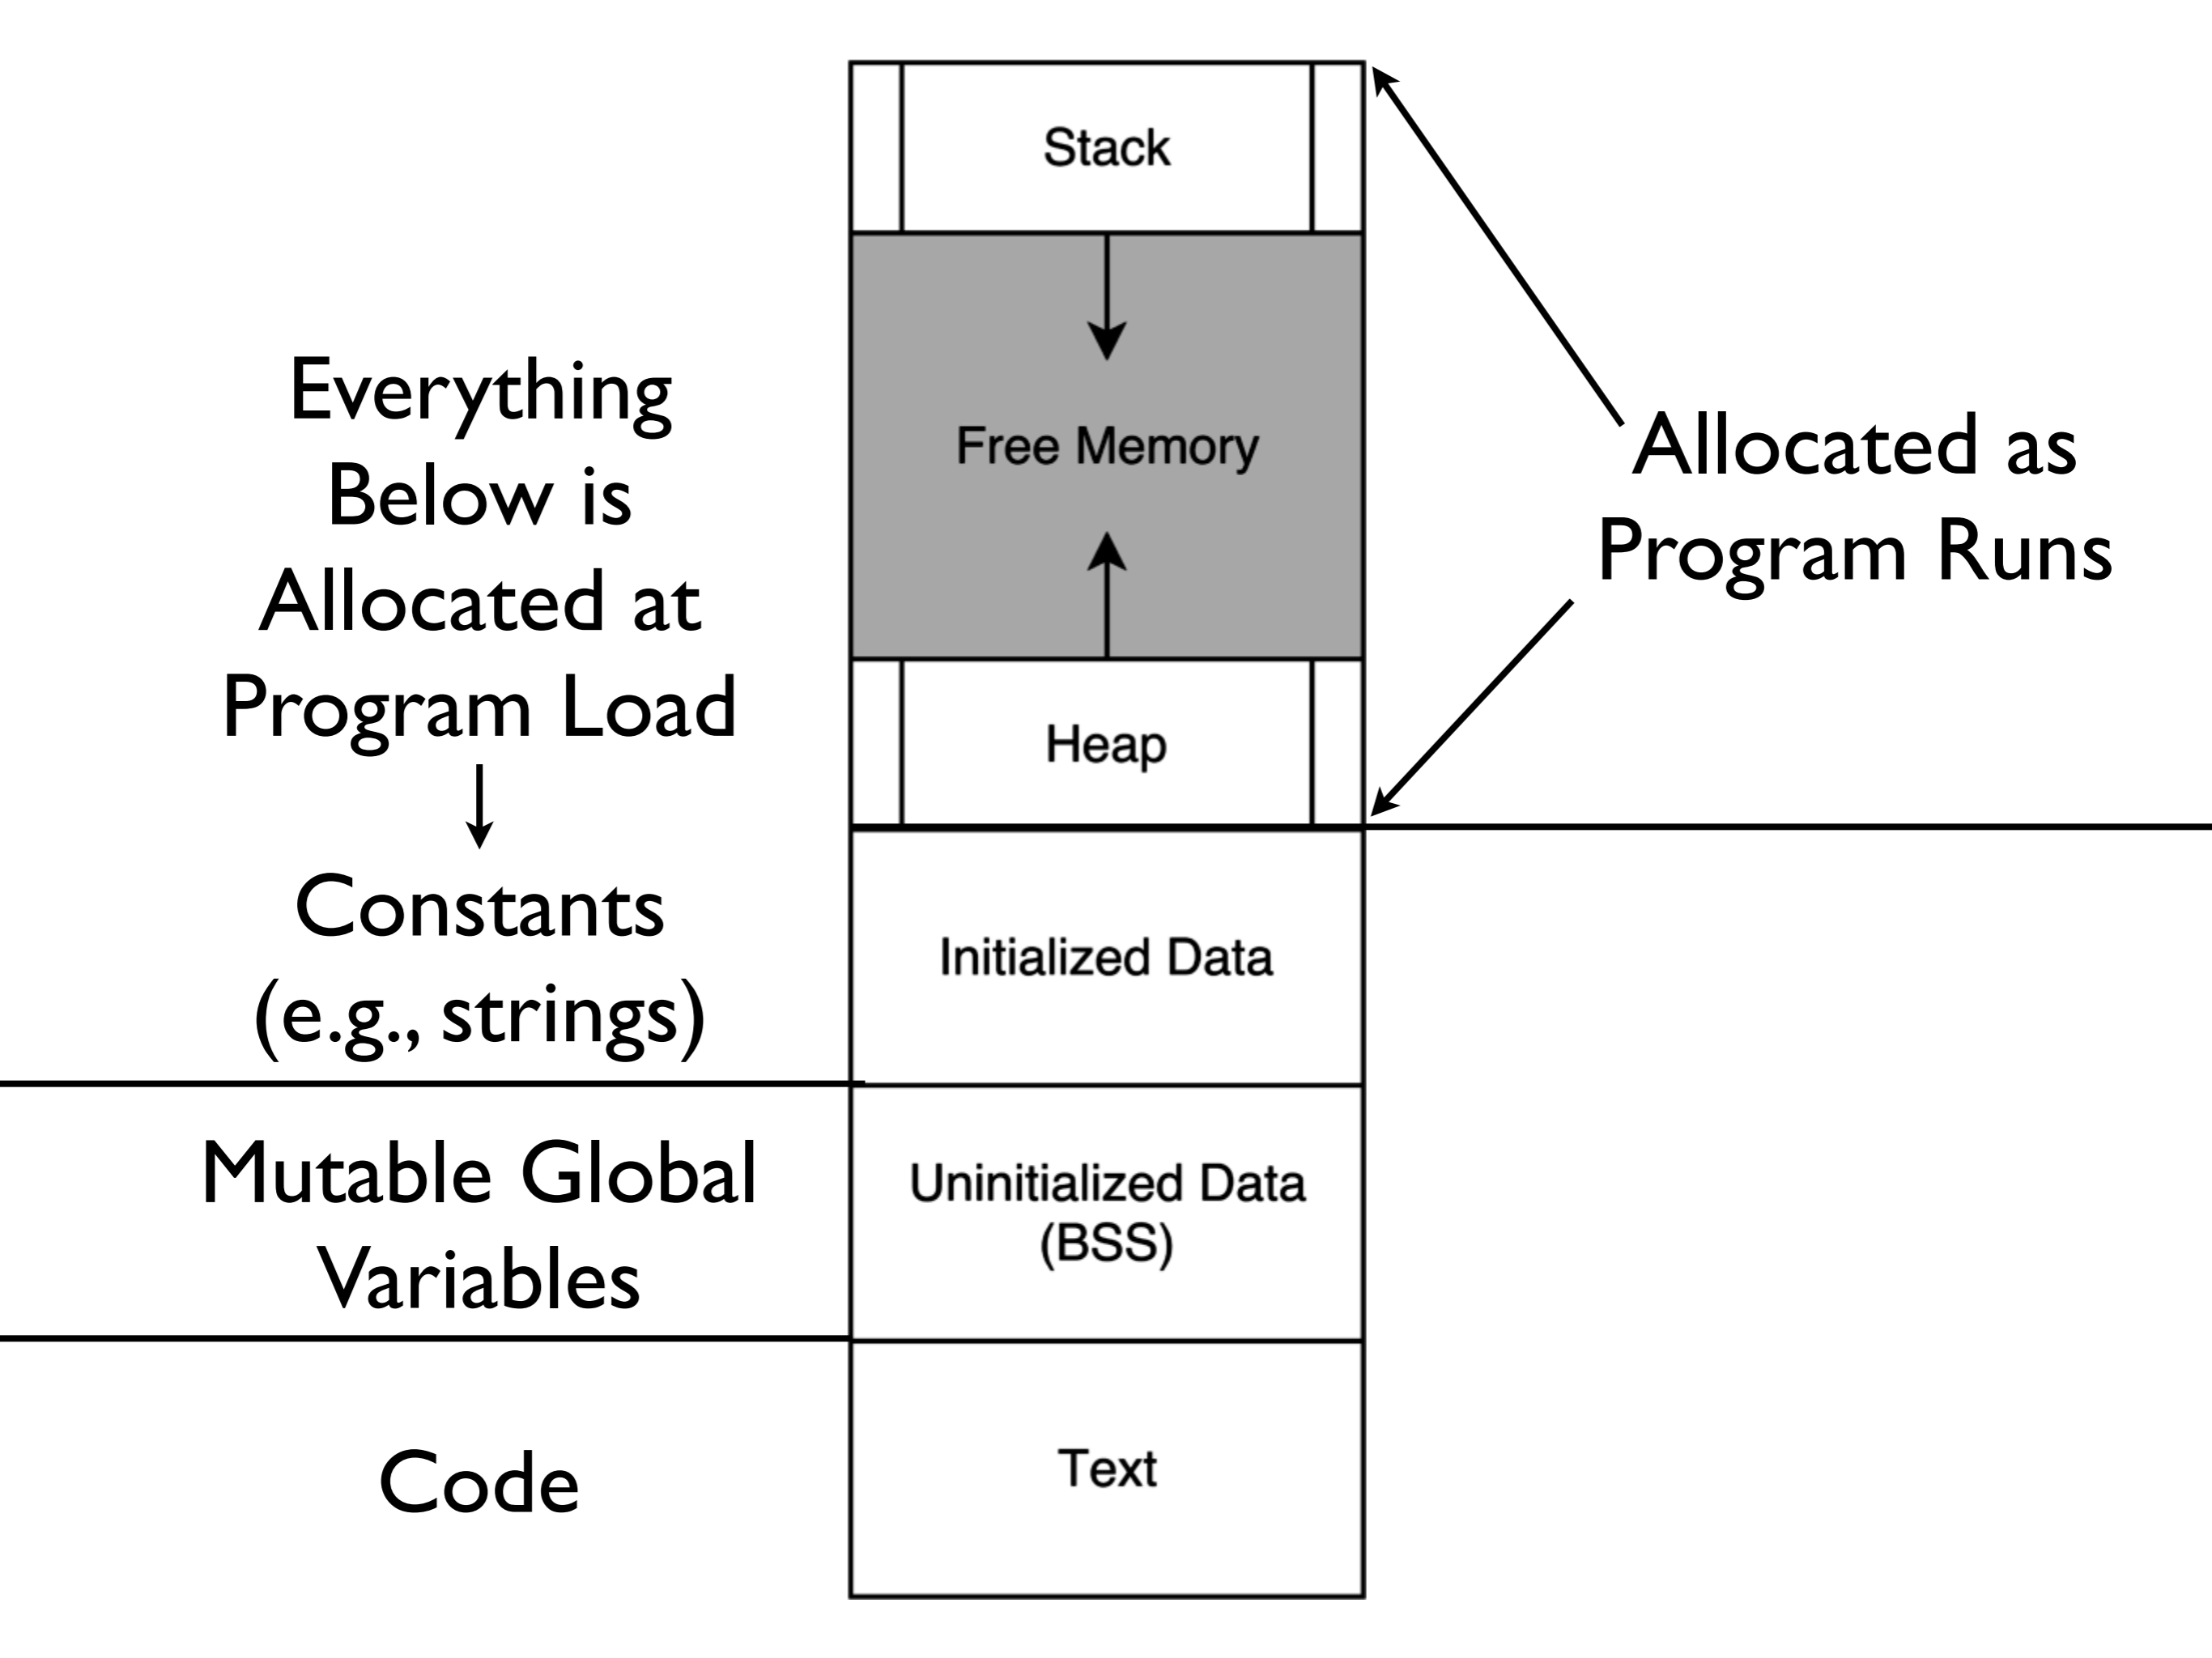 Stack
Free Memory
Heap
Initialized Data
Uninitialized Data
(BSS)
Text
Everything
Below is
Allocated at
Program Load
Constants
(e.g., strings)
Mutable Global
Variables
Code
Allocated as
Program Runs